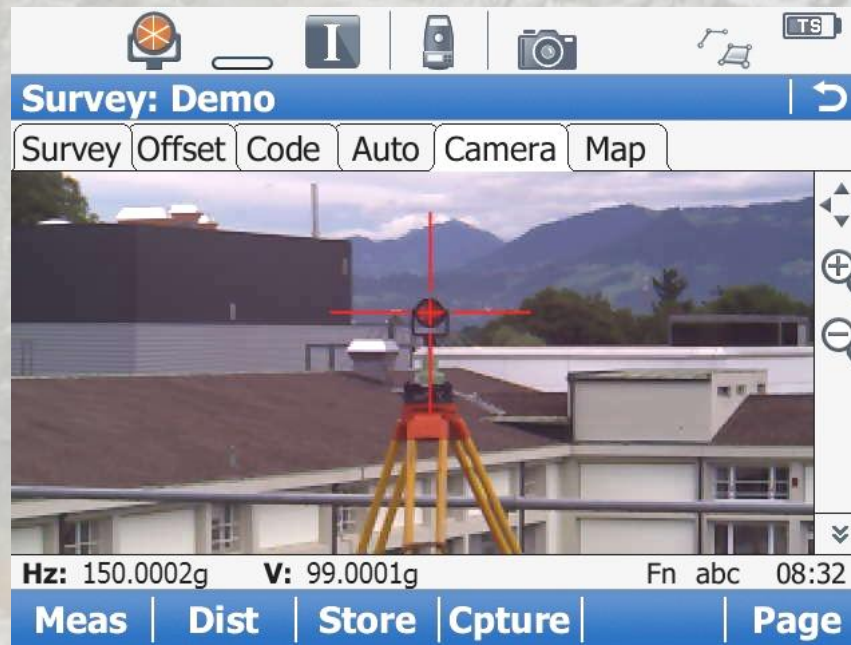 I
TS
Survey: Demo
Survey Offset Code Auto Camera Map
Hz: 150.0002g V: 99.0001g Fn abc 08:32
Meas Dist Store Cpture Page